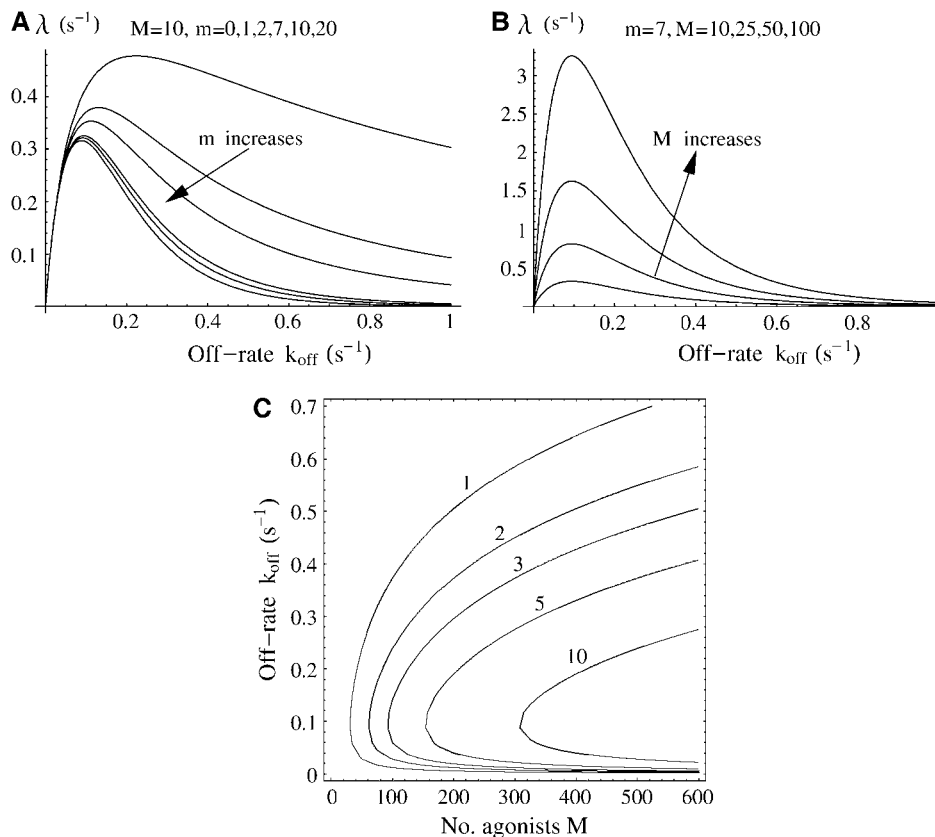 A λ (s⁻¹) M=10, m=0,1,2,7,10,20
0.4
0.3
0.2
0.1
m increases
0.2 0.4 0.6 0.8 1
Off-rate k_off (s⁻¹)
B λ (s⁻¹) m=7, M=10,25,50,100
3
2.5
2
1.5
1
0.5
M increases
0.2 0.4 0.6 0.8
Off-rate k_off (s⁻¹)
C
0.7
0.6
0.5
0.4
0.3
0.2
0.1
0
Off-rate k_off (s⁻¹)
1
2
3
5
10
0 100 200 300 400 500 600
No. agonists M